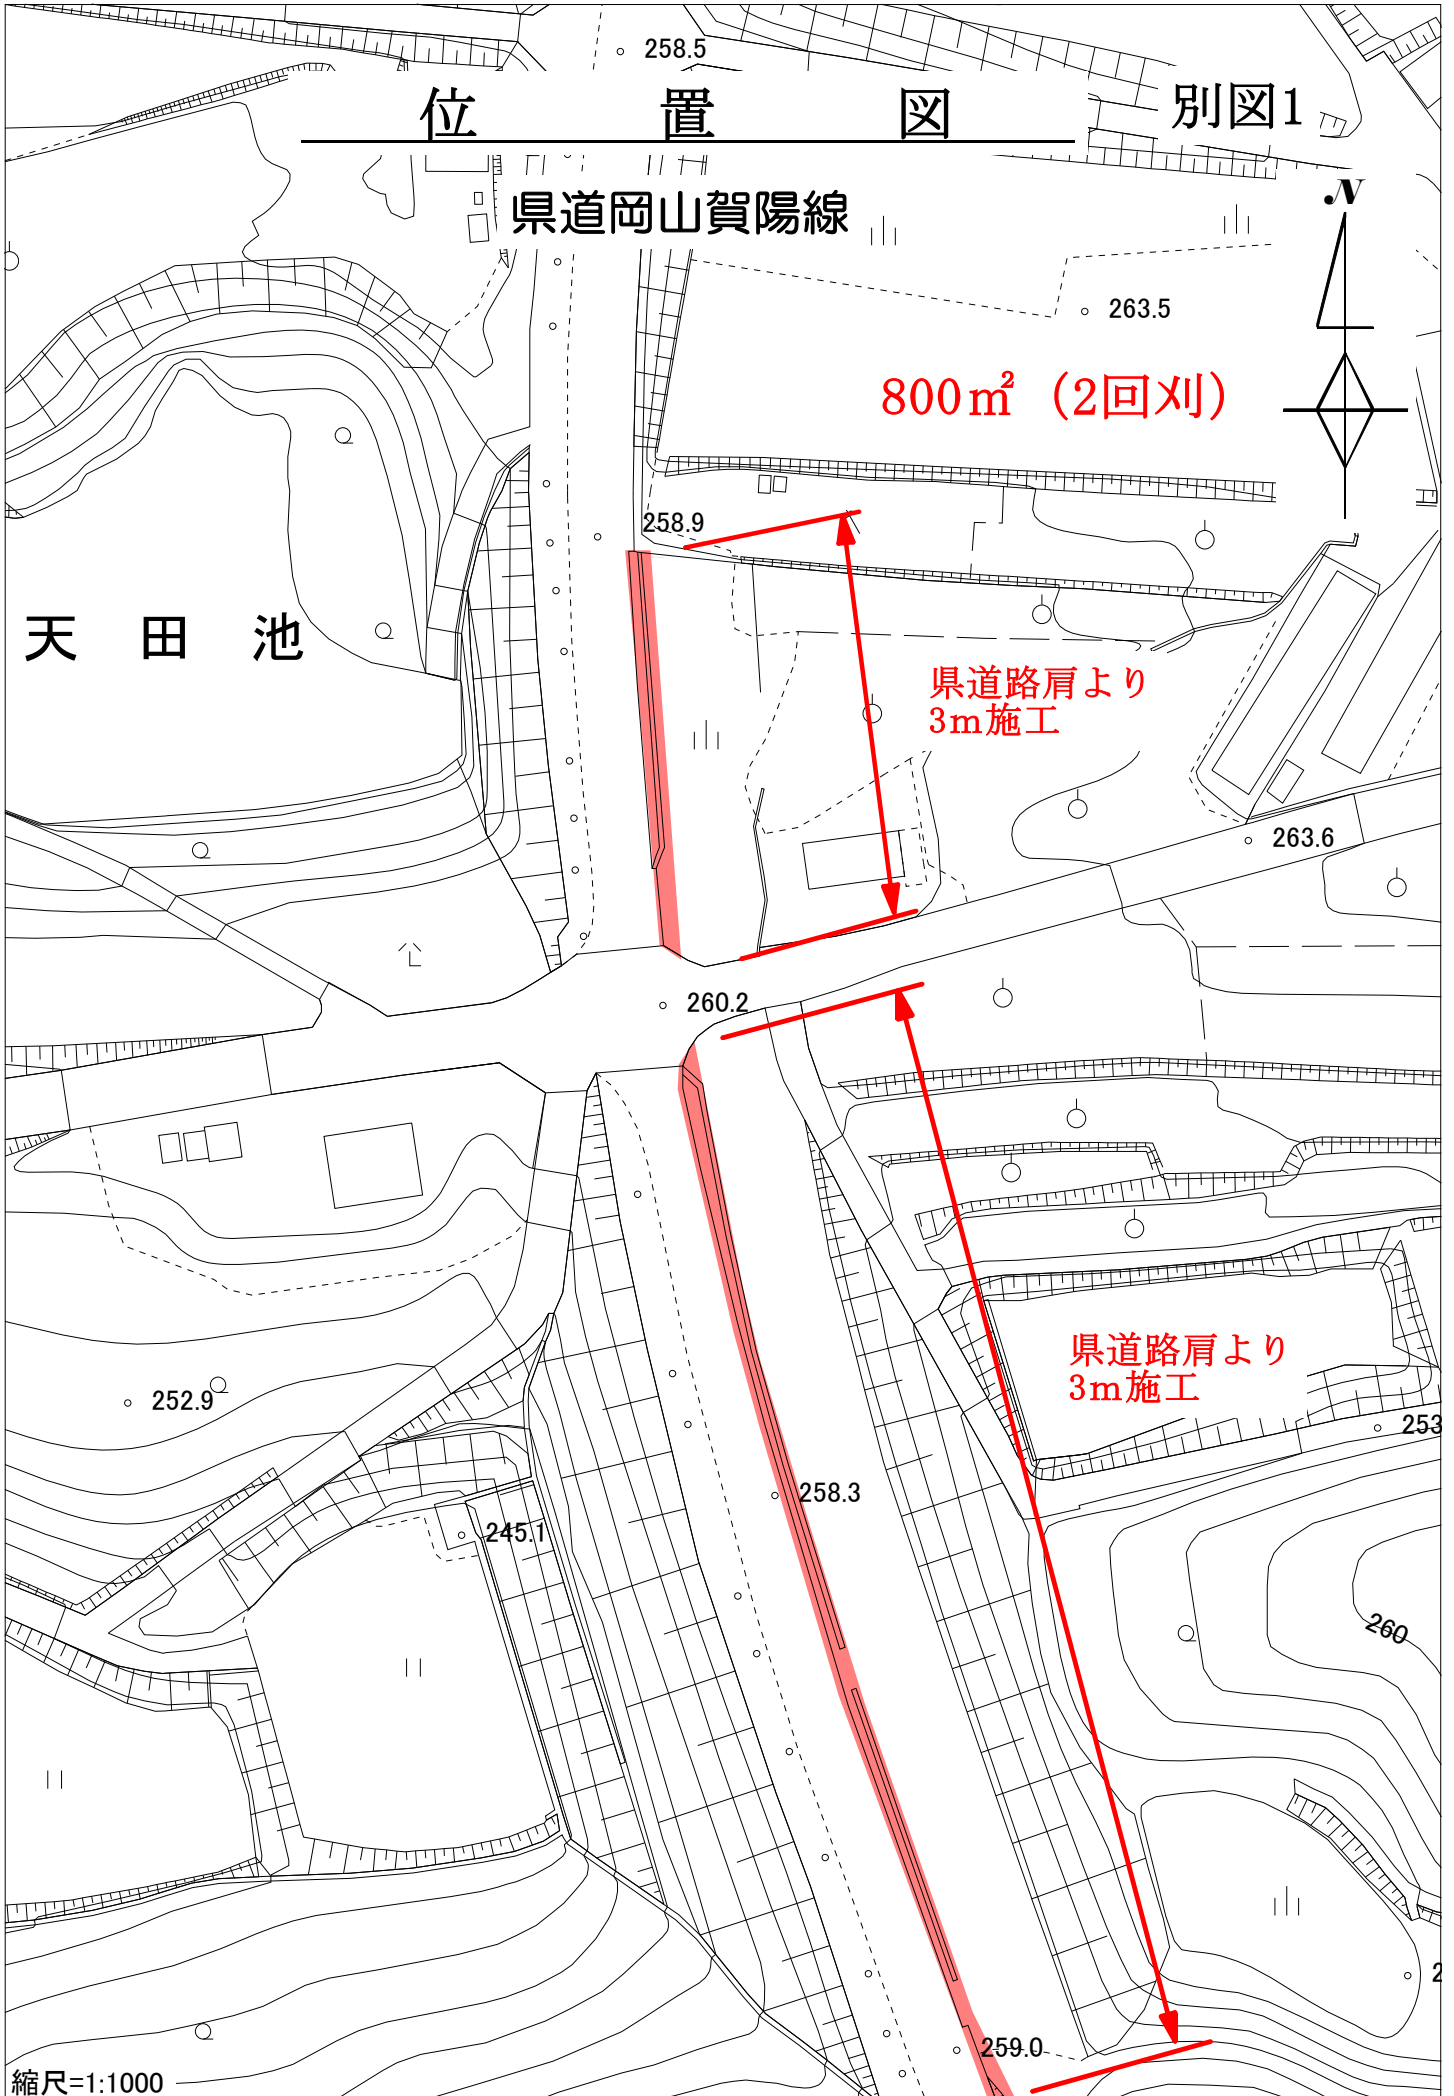 258.5
位 置 図
別図1
県道岡山賀陽線
N
263.5
800㎡（2回刈）
258.9
天 田 池
県道路肩より
3m施工
263.6
260.2
県道路肩より
3m施工
252.9
253
258.3
245.1
260
2
259.0
縮尺=1:1000